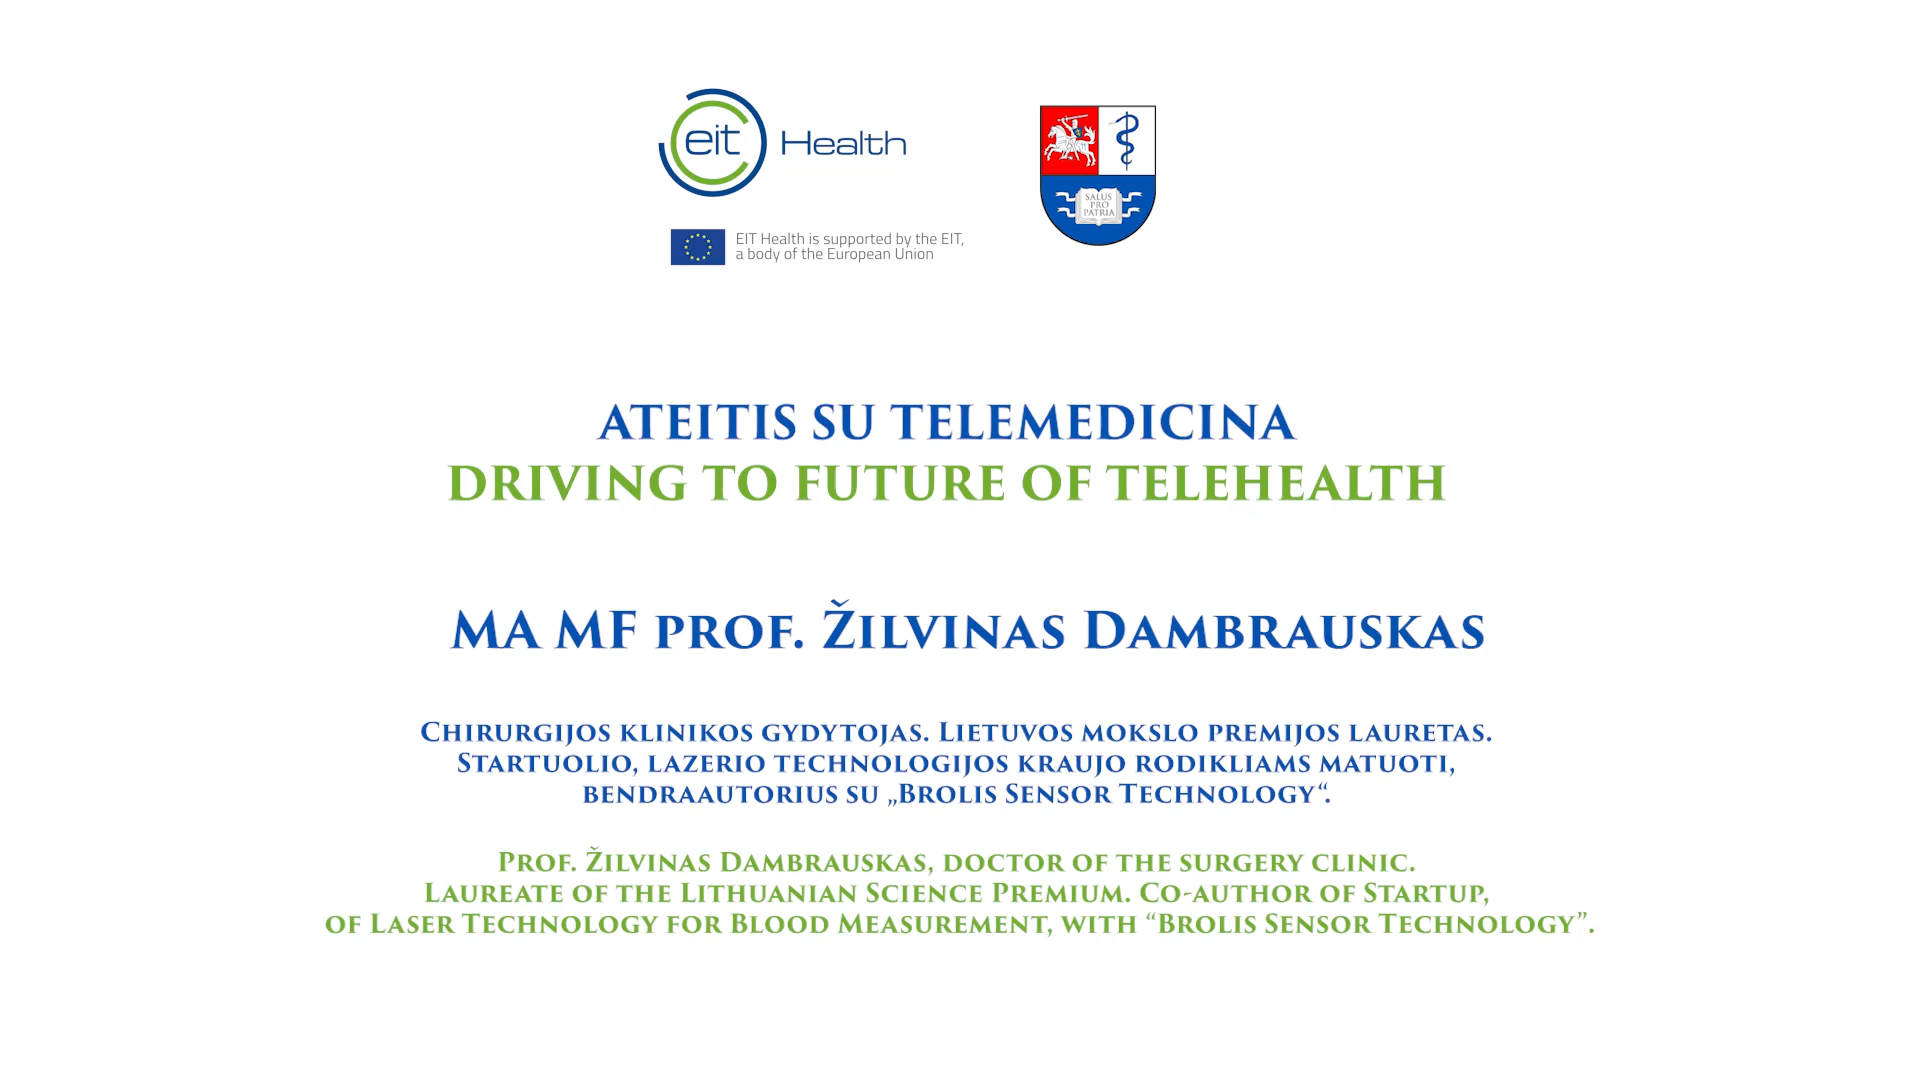 eit Health
SALUS
PRO
PATRIA
EIT Health is supported by the EIT,
a body of the European Union
ATEITIS SU TELEMEDICINA
DRIVING TO FUTURE OF TELEHEALTH
MA MF PROF. ŽILVINAS DAMBRAUSKAS
CHIRURGIJOS KLINIKOS GYDYTOJAS. LIETUVOS MOKSLO PREMIJOS LAURETAS.
STARTUOLIO, LAZERIO TECHNOLOGIJOS KRAUJO RODIKLIAMS MATUOTI,
BENDRAAUTORIUS SU „BROLIS SENSOR TECHNOLOGY“.
PROF. ŽILVINAS DAMBRAUSKAS, DOCTOR OF THE SURGERY CLINIC.
LAUREATE OF THE LITHUANIAN SCIENCE PREMIUM. CO-AUTHOR OF STARTUP,
OF LASER TECHNOLOGY FOR BLOOD MEASUREMENT, WITH “BROLIS SENSOR TECHNOLOGY”.